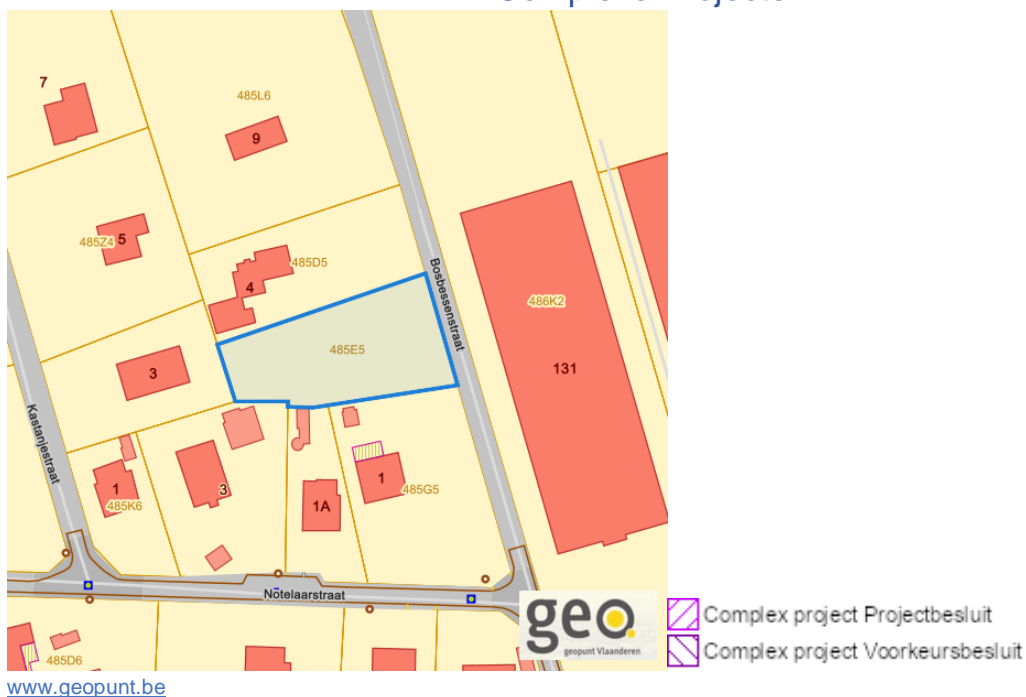 7
485L6
9
485Z4
5
485D5
4
Bosbessenstraat
486K2
485E5
131
3
Kastanjestraat
1
485K6
3
1A
1
485G5
Notelaarstraat
geo
geopunt Vlaanderen
Complex project Projectbesluit
Complex project Voorkeursbesluit
485D6
www.geopunt.be